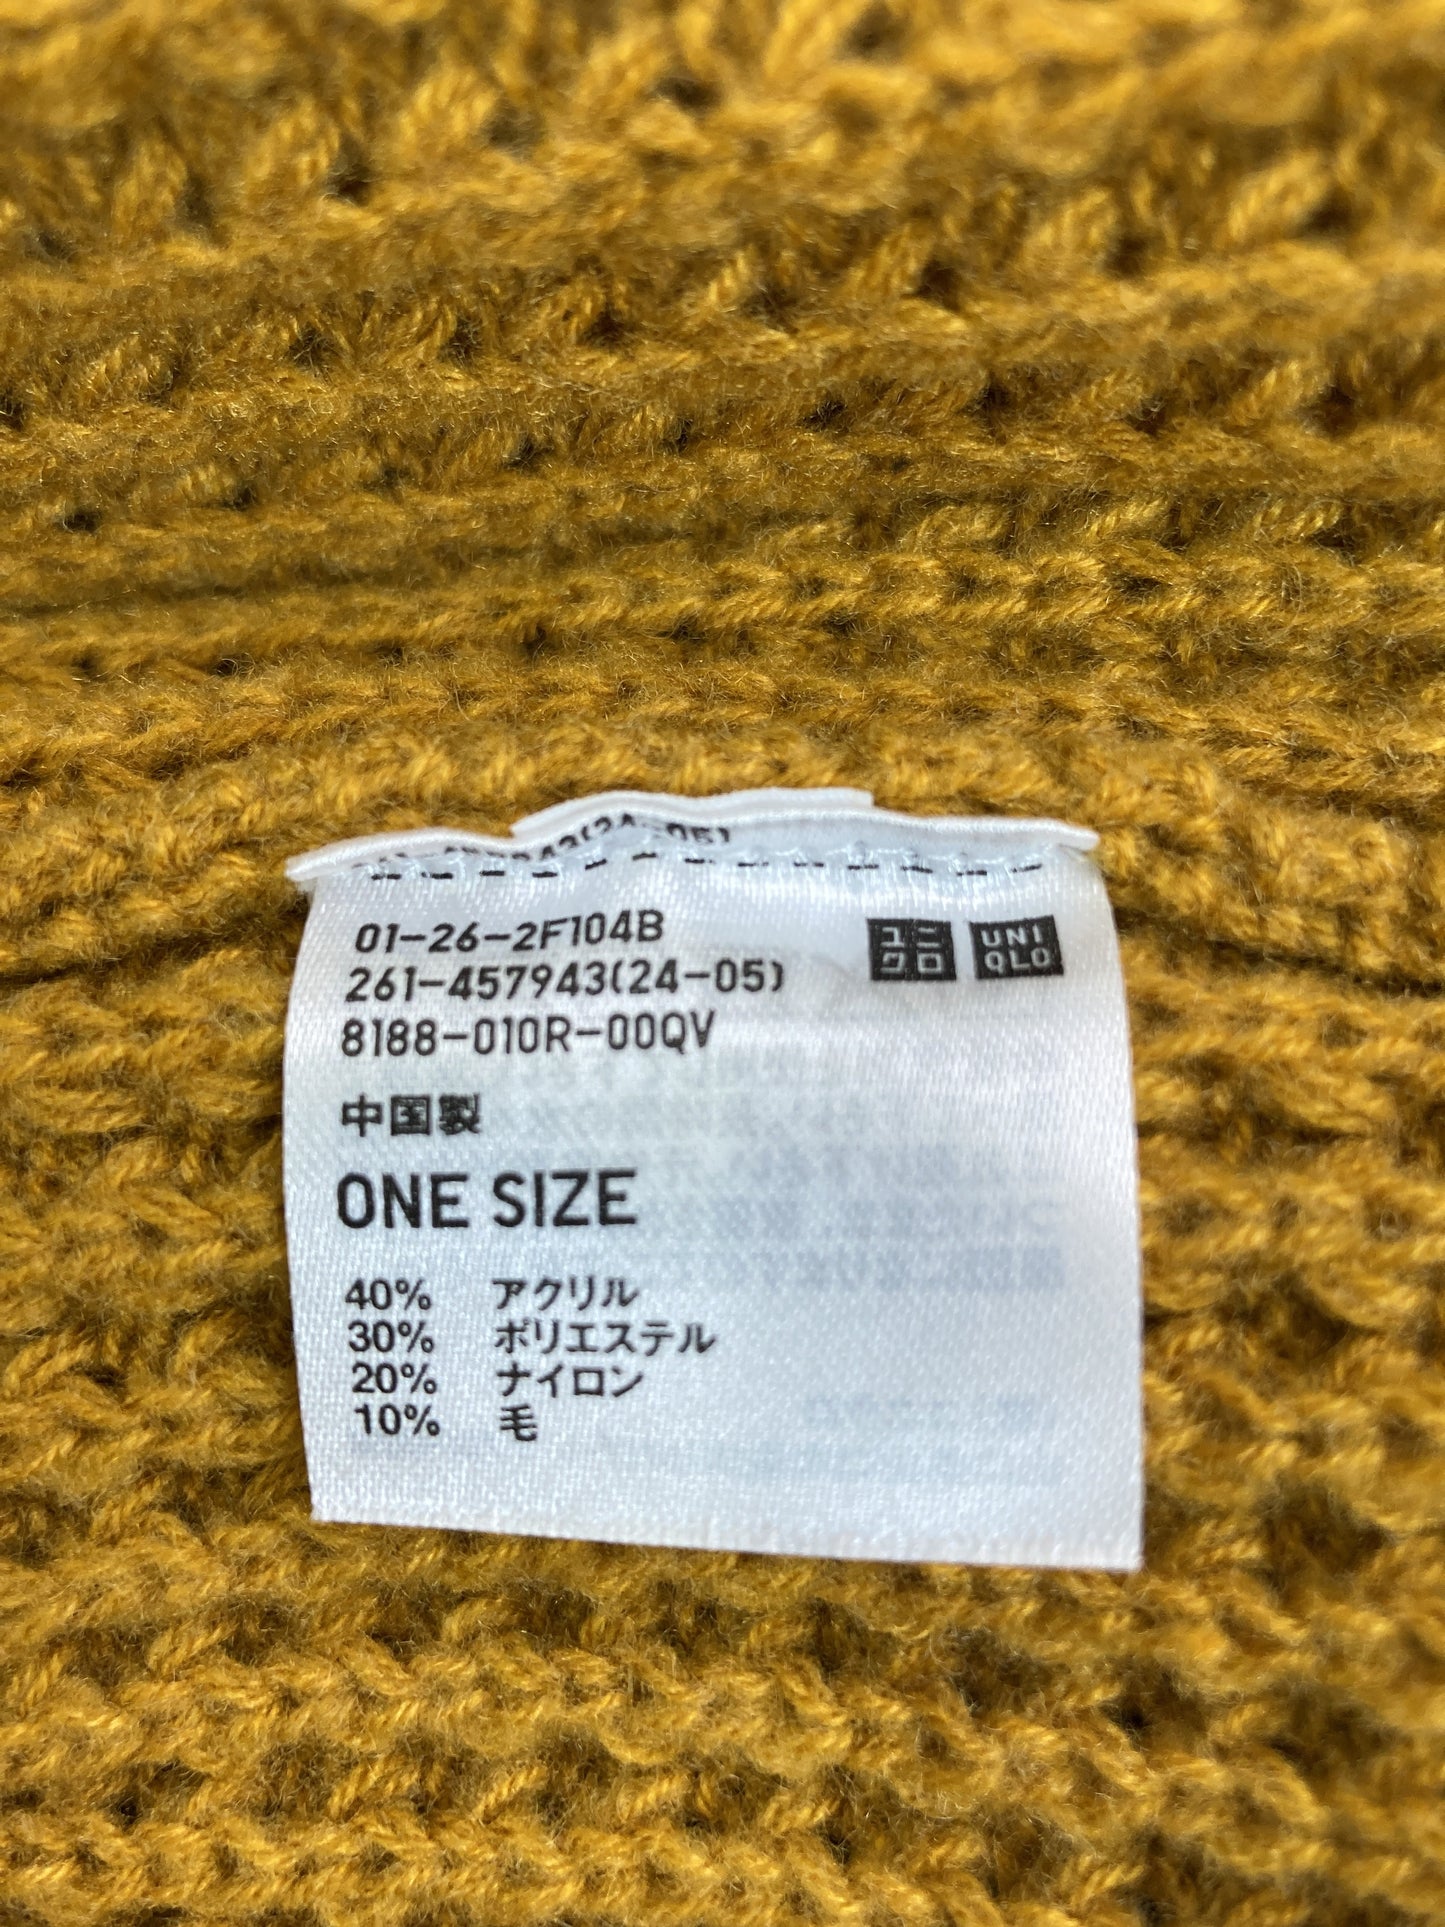 01-26-2F104B
ユニクロ UNIQLO
261-457943(24-05)
8188-010R-00QV
中国製
ONE SIZE
40% アクリル
30% ポリエステル
20% ナイロン
10% 毛